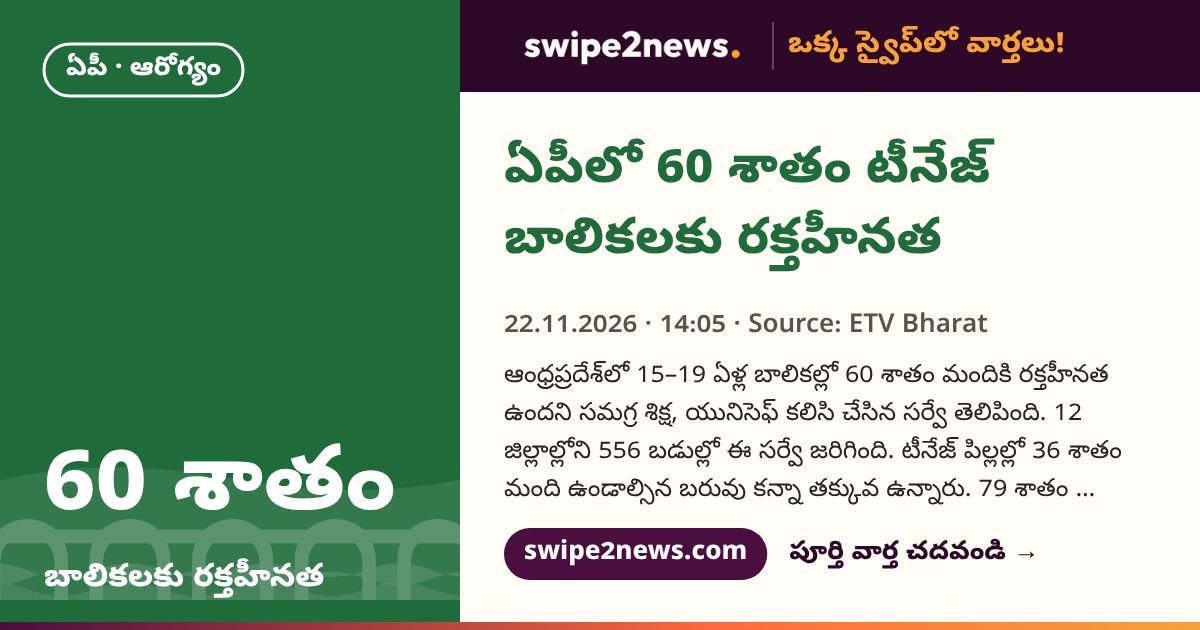 ఏపీ · ఆరోగ్యం
60 శాతం
బాలికలకు రక్తహీనత
swipe2news.
ఒక్క స్వైప్‌లో వార్తలు!
ఏపీలో 60 శాతం టీనేజ్
బాలికలకు రక్తహీనత
22.11.2026 · 14:05 · Source: ETV Bharat
ఆంధ్రప్రదేశ్‌లో 15–19 ఏళ్ల బాలికల్లో 60 శాతం మందికి రక్తహీనత
ఉందని సమగ్ర శిక్ష, యునిసెఫ్ కలిసి చేసిన సర్వే తెలిపింది. 12
జిల్లాల్లోని 556 బడుల్లో ఈ సర్వే జరిగింది. టీనేజ్ పిల్లల్లో 36 శాతం
మంది ఉండాల్సిన బరువు కన్నా తక్కువ ఉన్నారు. 79 శాతం ...
swipe2news.com
పూర్తి వార్త చదవండి →